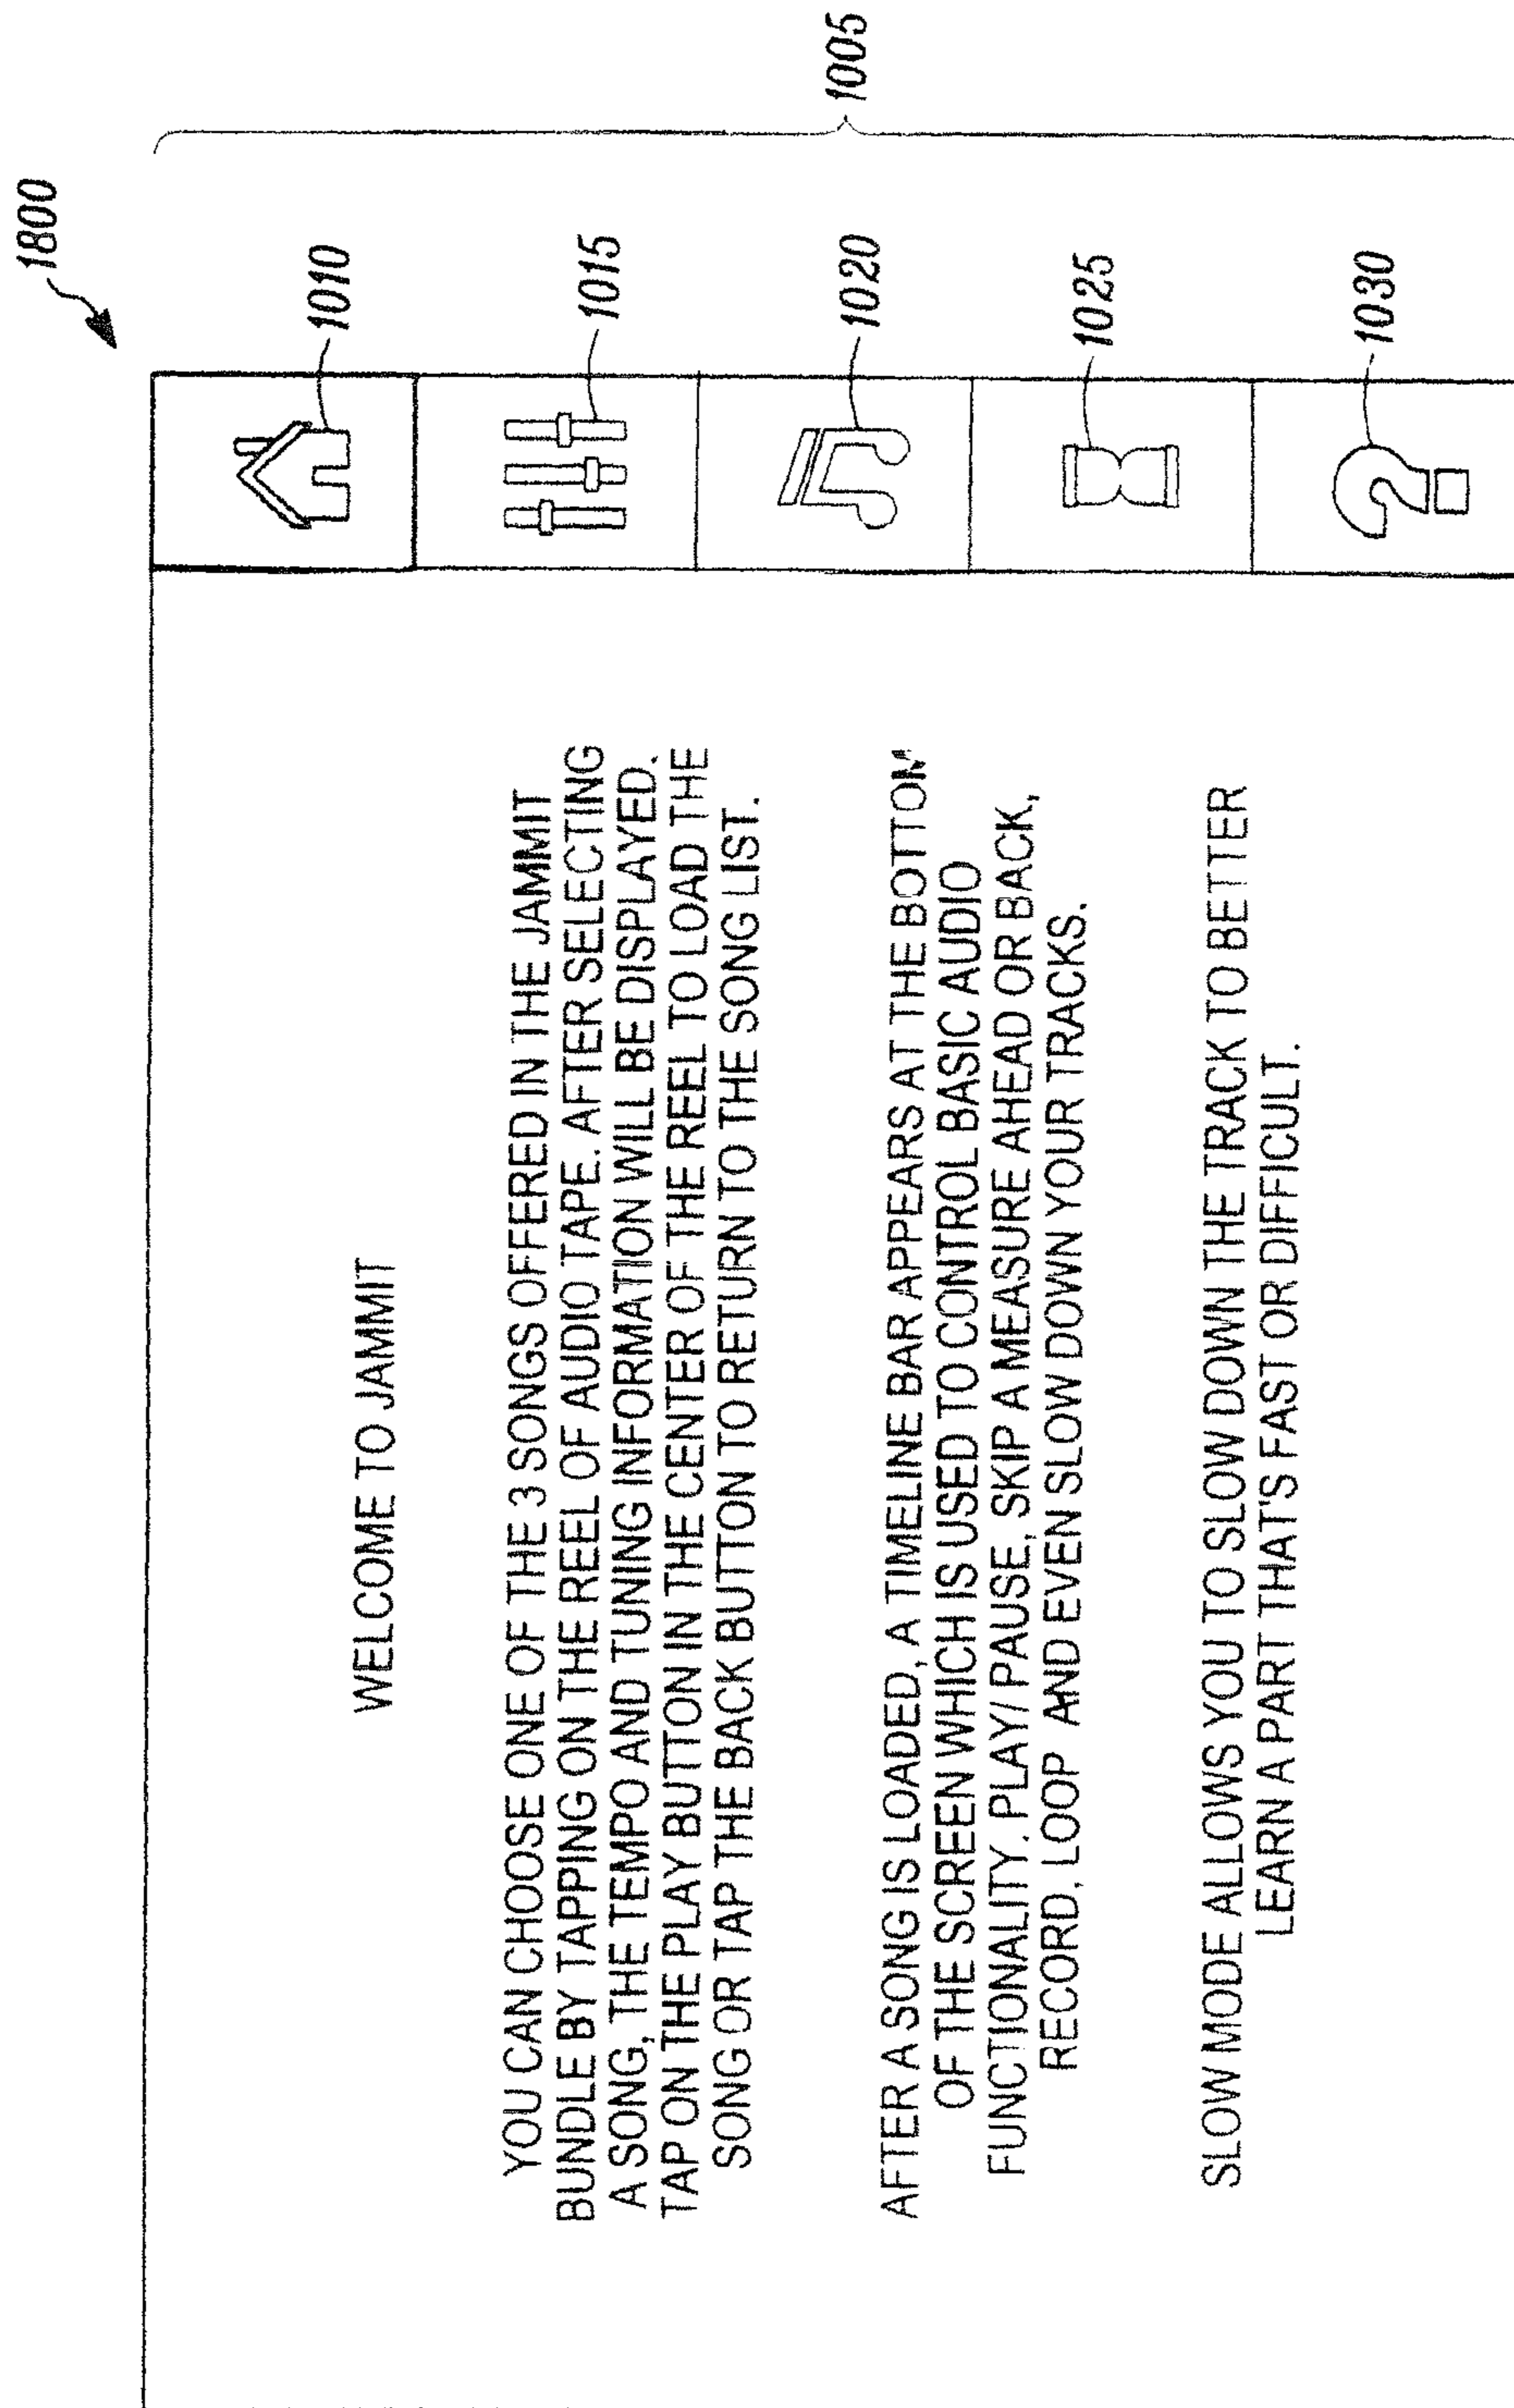 1800
1005
1010
1015
1020
1025
1030
WELCOME TO JAMMIT
YOU CAN CHOOSE ONE OF THE 3 SONGS OFFERED IN THE JAMMIT
BUNDLE BY TAPPING ON THE REEL OF AUDIO TAPE. AFTER SELECTING
A SONG, THE TEMPO AND TUNING INFORMATION WILL BE DISPLAYED.
TAP ON THE PLAY BUTTON IN THE CENTER OF THE REEL TO LOAD THE
SONG OR TAP THE BACK BUTTON TO RETURN TO THE SONG LIST.
AFTER A SONG IS LOADED, A TIMELINE BAR APPEARS AT THE BOTTOM
OF THE SCREEN WHICH IS USED TO CONTROL BASIC AUDIO
FUNCTIONALITY. PLAY/ PAUSE, SKIP A MEASURE AHEAD OR BACK,
RECORD, LOOP AND EVEN SLOW DOWN YOUR TRACKS.
SLOW MODE ALLOWS YOU TO SLOW DOWN THE TRACK TO BETTER
LEARN A PART THAT'S FAST OR DIFFICULT.